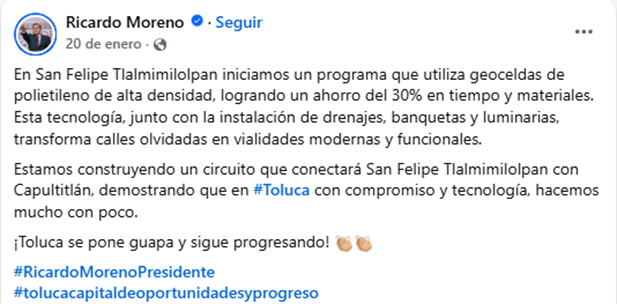 Ricardo Moreno · Seguir
20 de enero ·
En San Felipe Tlalmimilolpan iniciamos un programa que utiliza geoceldas de
polietileno de alta densidad, logrando un ahorro del 30% en tiempo y materiales.
Esta tecnología, junto con la instalación de drenajes, banquetas y luminarias,
transforma calles olvidadas en vialidades modernas y funcionales.
Estamos construyendo un circuito que conectará San Felipe Tlalmimilolpan con
Capultitlán, demostrando que en #Toluca con compromiso y tecnología, hacemos
mucho con poco.
¡Toluca se pone guapa y sigue progresando! 👏🏼👏🏼
#RicardoMorenoPresidente
#tolucacapitaldeoportunidadesyprogreso